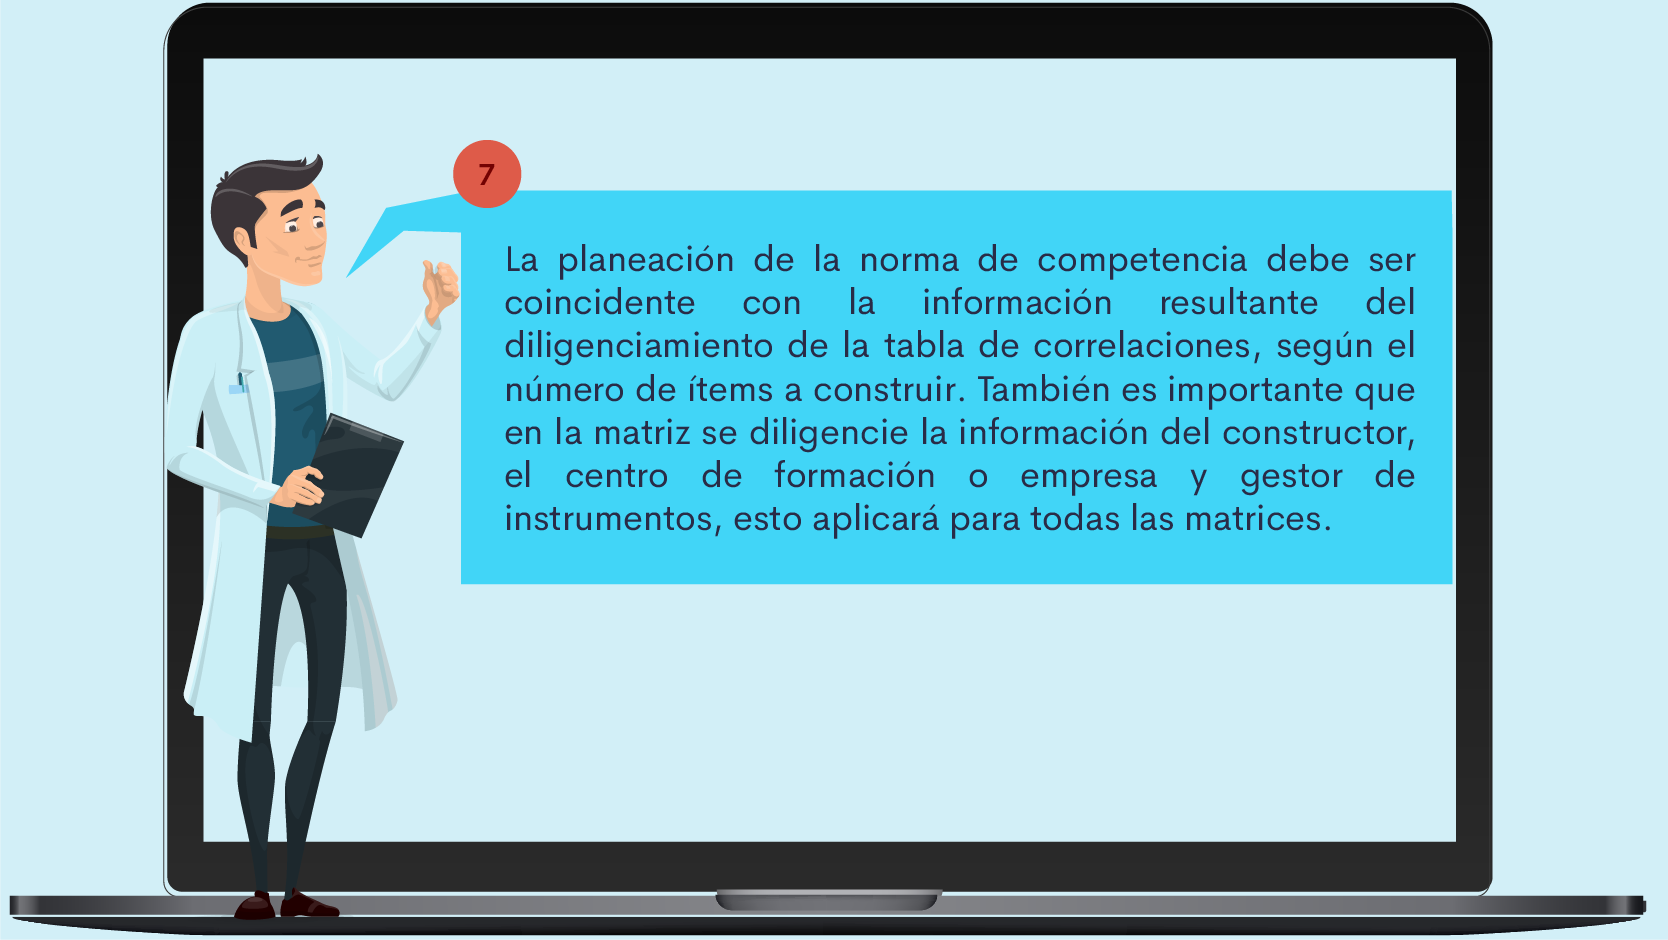 7
La planeación de la norma de competencia debe ser
coincidente con la información resultante del
diligenciamiento de la tabla de correlaciones, según el
número de ítems a construir. También es importante que
en la matriz se diligencie la información del constructor,
el centro de formación o empresa y gestor de
instrumentos, esto aplicará para todas las matrices.